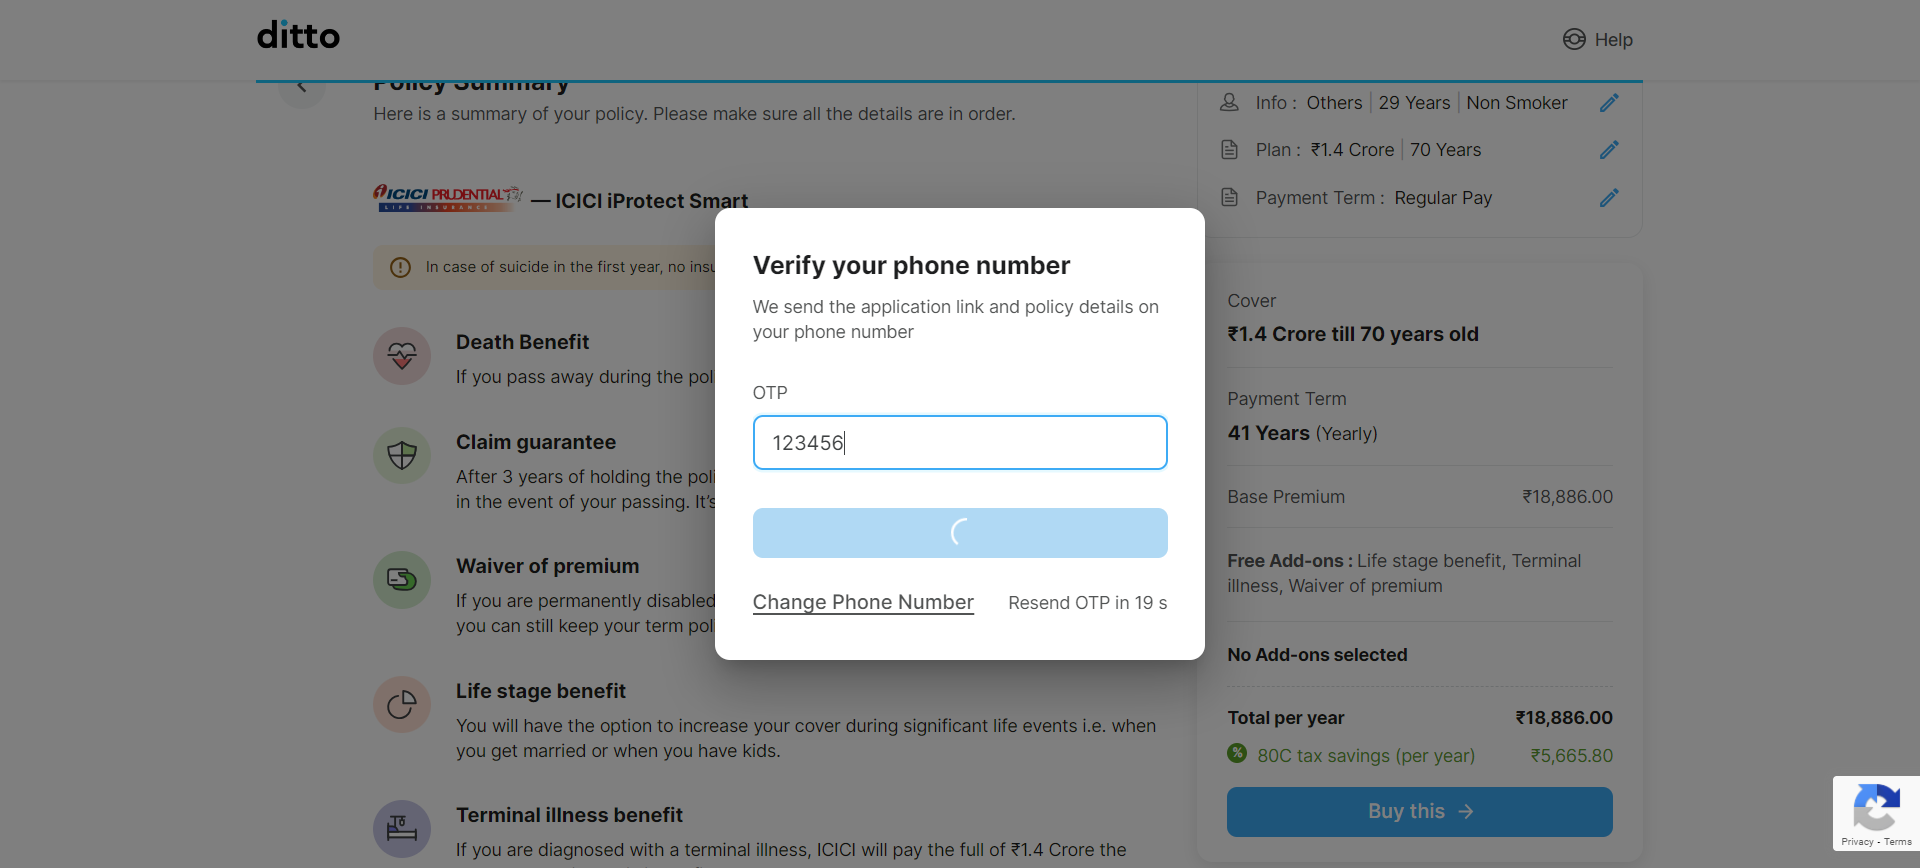 ditto
Help
Policy Summary
Here is a summary of your policy. Please make sure all the details are in order.
ICICI PRUDENTIAL
LIFE INSURANCE
— ICICI iProtect Smart
In case of suicide in the first year, no insu
Death Benefit
If you pass away during the poli
Claim guarantee
After 3 years of holding the poli
in the event of your passing. It's
Waiver of premium
If you are permanently disabled
you can still keep your term poli
Life stage benefit
You will have the option to increase your cover during significant life events i.e. when
you get married or when you have kids.
Terminal illness benefit
If you are diagnosed with a terminal illness, ICICI will pay the full of ₹1.4 Crore the
Verify your phone number
We send the application link and policy details on
your phone number
OTP
123456
Change Phone Number
Resend OTP in 19 s
Info : Others | 29 Years | Non Smoker
Plan : ₹1.4 Crore | 70 Years
Payment Term : Regular Pay
Cover
₹1.4 Crore till 70 years old
Payment Term
41 Years (Yearly)
Base Premium ₹18,886.00
Free Add-ons : Life stage benefit, Terminal
illness, Waiver of premium
No Add-ons selected
Total per year ₹18,886.00
% 80C tax savings (per year) ₹5,665.80
Buy this →
Privacy - Terms